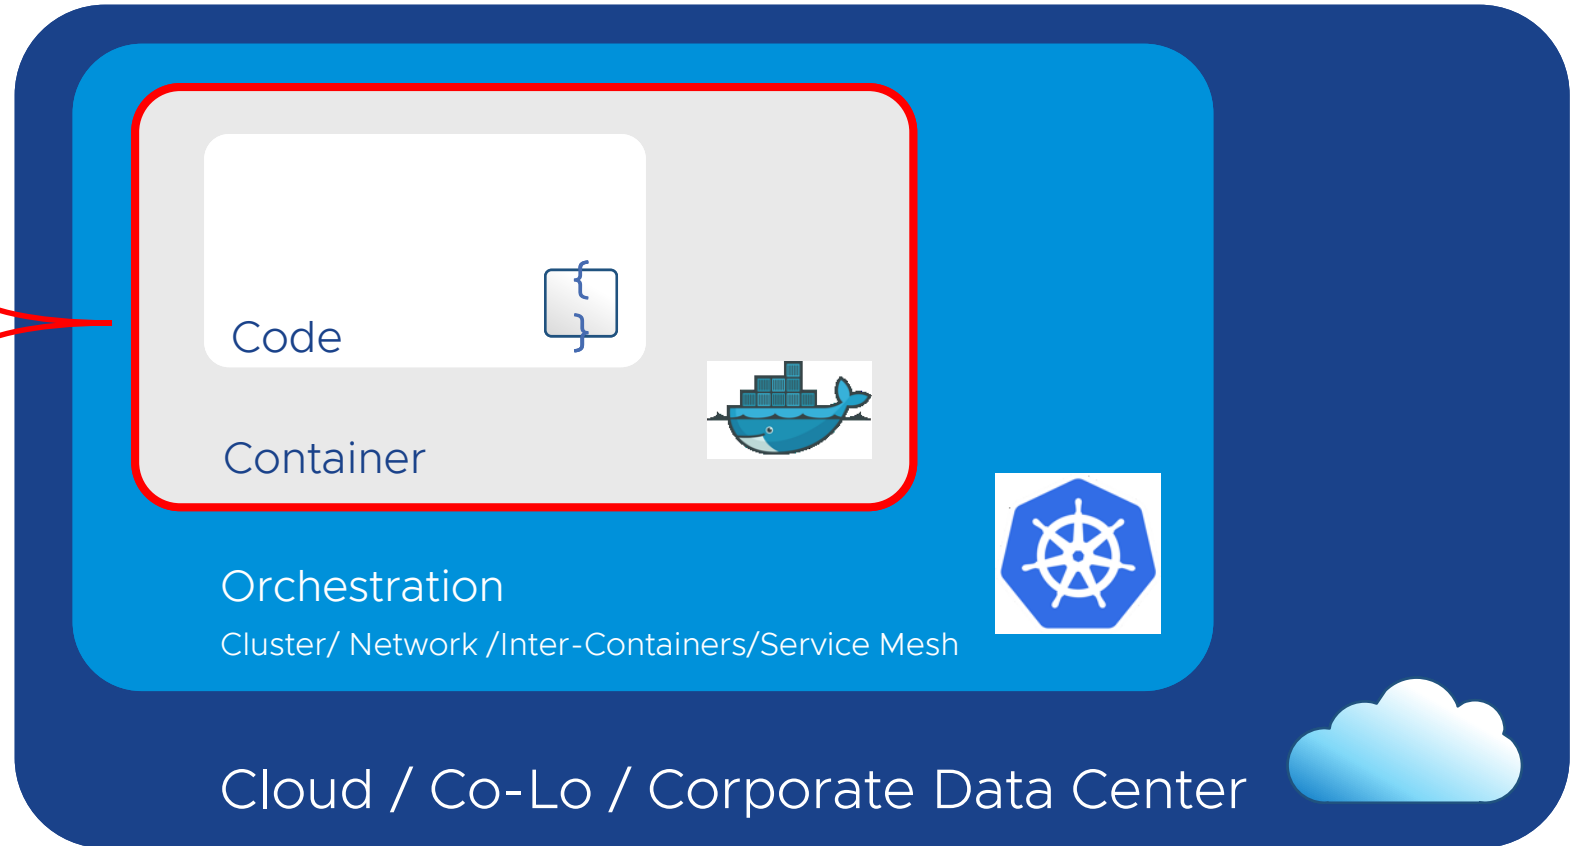 {
}
Code
Container
Orchestration
Cluster/ Network /Inter-Containers/Service Mesh
Cloud / Co-Lo / Corporate Data Center